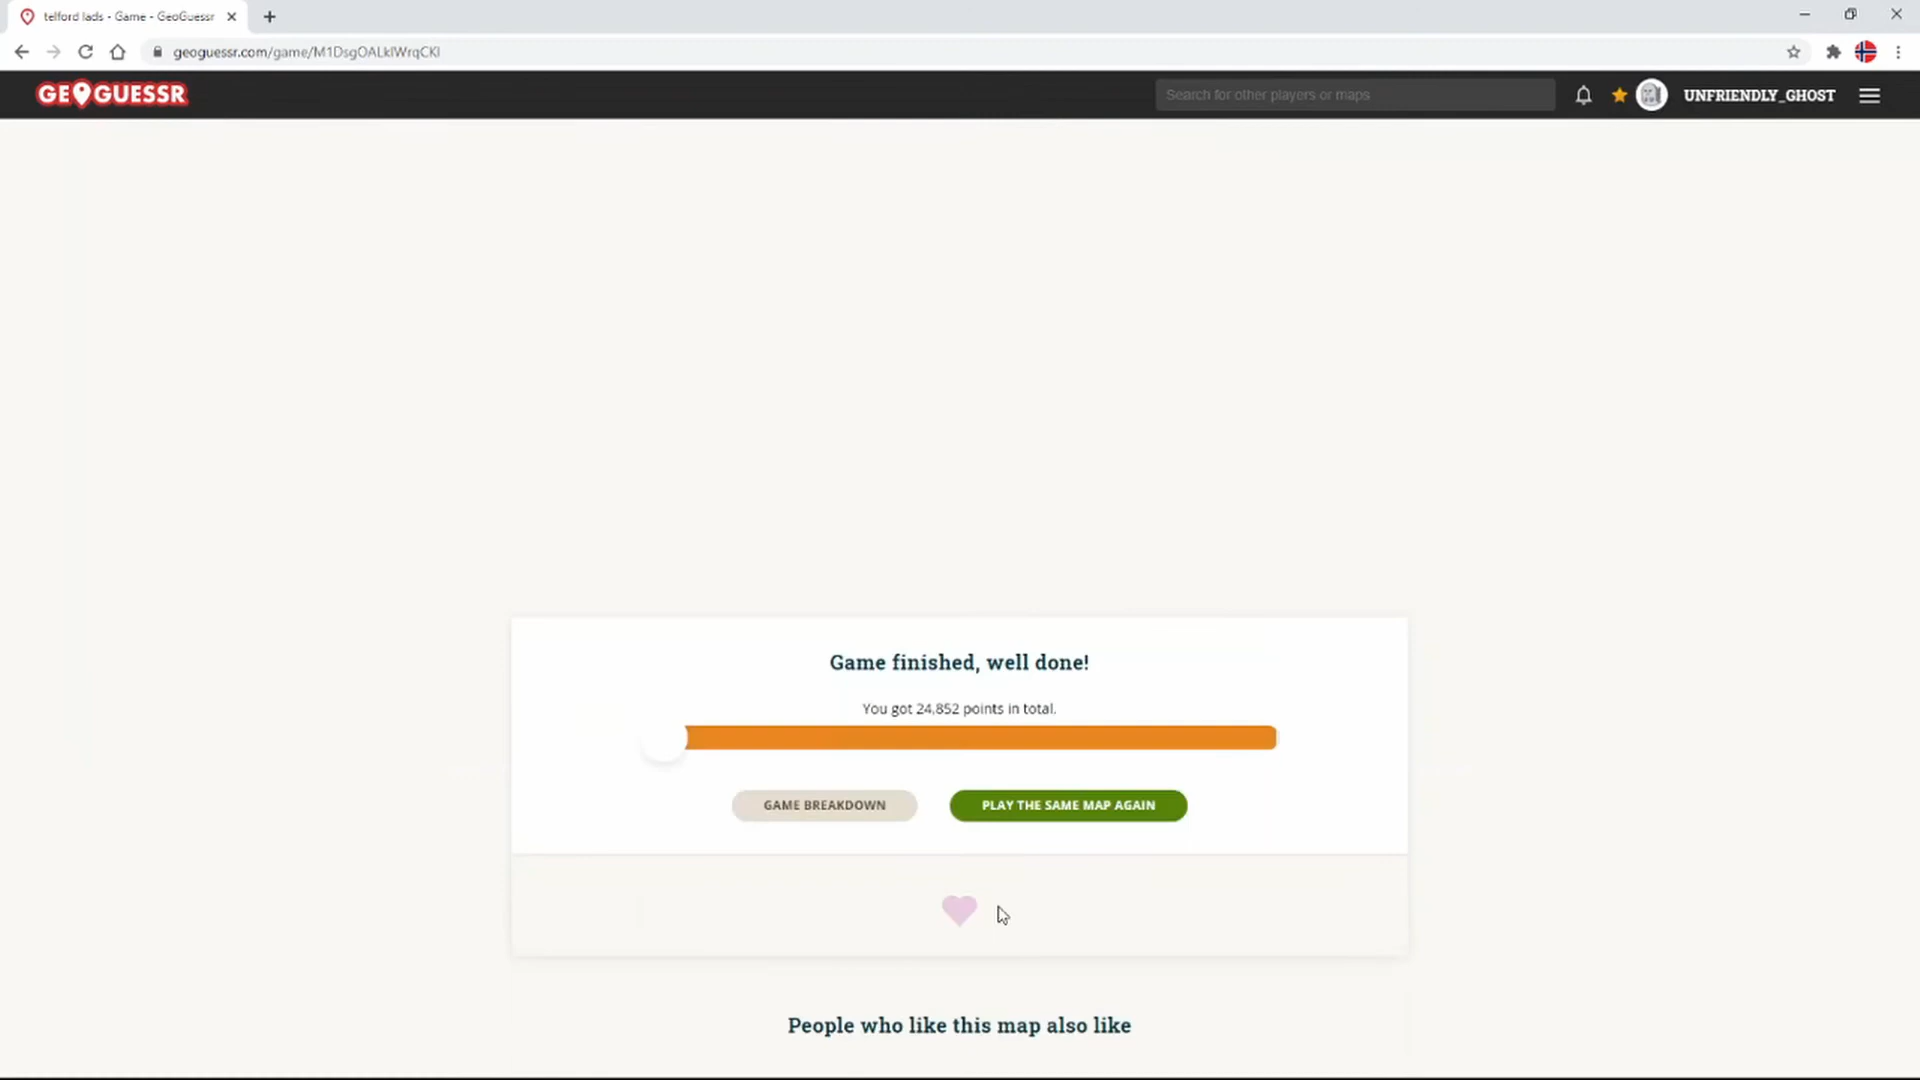 telford lads - Game - GeoGuessr
geoguessr.com/game/M1DsgOALkIWrqCKI
GEOGUESSR
Search for other players or maps
UNFRIENDLY_GHOST
Game finished, well done!
You got 24,852 points in total.
GAME BREAKDOWN
PLAY THE SAME MAP AGAIN
People who like this map also like